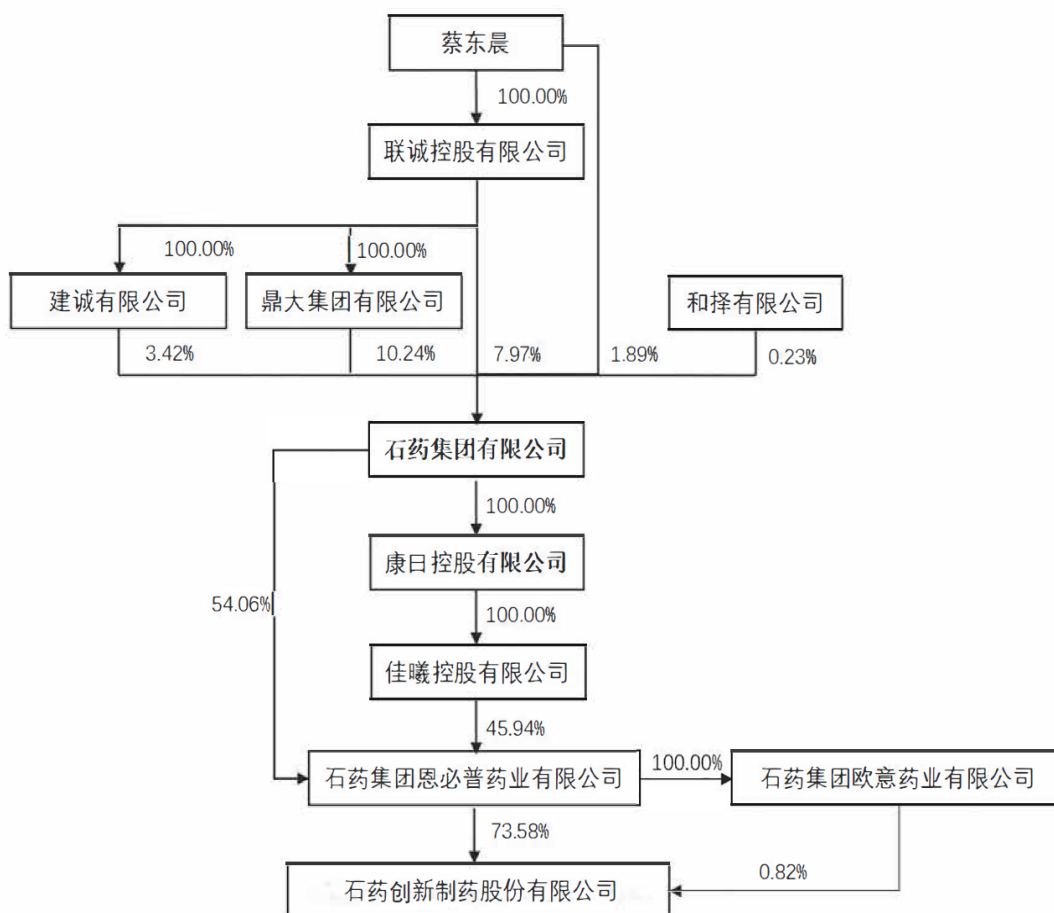 蔡东晨
100.00%
联诚控股有限公司
100.00%
100.00%
建诚有限公司
鼎大集团有限公司
和择有限公司
3.42%
10.24%
7.97%
1.89%
0.23%
石药集团有限公司
100.00%
康日控股有限公司
54.06%
100.00%
佳曦控股有限公司
45.94%
石药集团恩必普药业有限公司
100.00%
石药集团欧意药业有限公司
73.58%
0.82%
石药创新制药股份有限公司